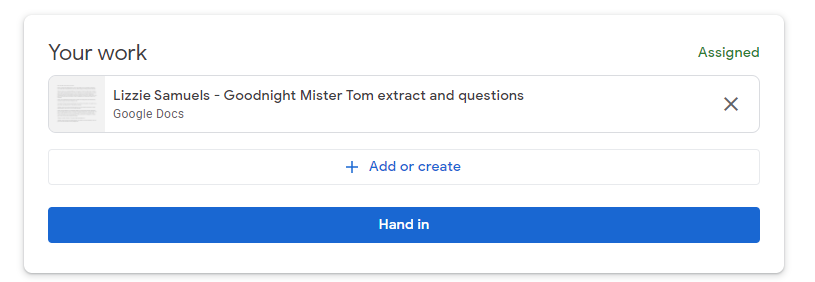 Your work
Assigned
Lizzie Samuels - Goodnight Mister Tom extract and questions
Google Docs
+ Add or create
Hand in